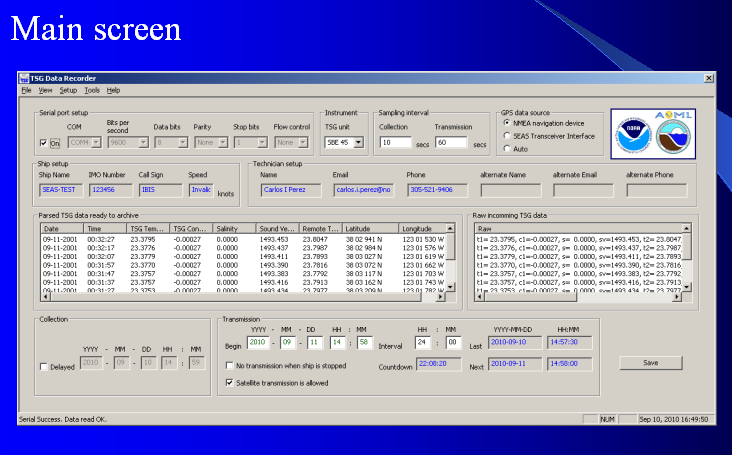 Main screen
TSG Data Recorder
File View Setup Tools Help
Serial port setup
COM Bits per second Data bits Parity Stop bits Flow control
On COM4 9600 8 None 1 None
Instrument
TSG unit
SBE 45
Sampling interval
Collection Transmission
10 secs 60 secs
GPS data source
NMEA navigation device
SEAS Transceiver Interface
Auto
NOAA
AOML
Ship setup
Ship Name IMO Number Call Sign Speed
SEAS-TEST 123456 IBIS Invalid knots
Technician setup
Name Email Phone alternate Name alternate Email alternate Phone
Carlos I Perez carlos.i.perez@no 305-521-9406
Parsed TSG data ready to archive
Date Time TSG Tem... TSG Con... Salinity Sound Ve... Remote T... Latitude Longitude
09-11-2001 00:32:27 23.3795 -0.00027 0.0000 1493.453 23.8047 38 02 941 N 123 01 530 W
09-11-2001 00:32:17 23.3776 -0.00027 0.0000 1493.437 23.7987 38 02 984 N 123 01 576 W
09-11-2001 00:32:07 23.3779 -0.00027 0.0000 1493.411 23.7893 38 03 027 N 123 01 619 W
09-11-2001 00:31:57 23.3770 -0.00027 0.0000 1493.390 23.7816 38 03 072 N 123 01 662 W
09-11-2001 00:31:47 23.3757 -0.00027 0.0000 1493.383 23.7792 38 03 117 N 123 01 703 W
09-11-2001 00:31:37 23.3757 -0.00027 0.0000 1493.416 23.7913 38 03 162 N 123 01 743 W
09-11-2001 00:31:27 23.3753 -0.00027 0.0000 1493.434 23.7977 38 03 209 N 123 01 782 W
Raw incomming TSG data
Raw
t1= 23.3795, c1=-0.00027, s= 0.0000, sv=1493.453, t2= 23.8047
t1= 23.3776, c1=-0.00027, s= 0.0000, sv=1493.437, t2= 23.7987
t1= 23.3779, c1=-0.00027, s= 0.0000, sv=1493.411, t2= 23.7893
t1= 23.3770, c1=-0.00027, s= 0.0000, sv=1493.390, t2= 23.7816
t1= 23.3757, c1=-0.00027, s= 0.0000, sv=1493.383, t2= 23.7792
t1= 23.3757, c1=-0.00027, s= 0.0000, sv=1493.416, t2= 23.7913
t1= 23.3753, c1=-0.00027, s= 0.0000, sv=1493.434, t2= 23.7977
Collection
YYYY - MM - DD HH : MM
Delayed 2010 - 09 - 10 14 : 59
Transmission
YYYY - MM - DD HH : MM
Begin 2010 - 09 - 11 14 : 58
HH : MM
Interval 24 : 00
YYYY-MM-DD HH:MM
Last 2010-09-10 14:57:30
No transmission when ship is stopped
Countdown 22:08:20
Next 2010-09-11 14:58:00
Satellite transmission is allowed
Save
Serial Success. Data read OK.
NUM Sep 10, 2010 16:49:50